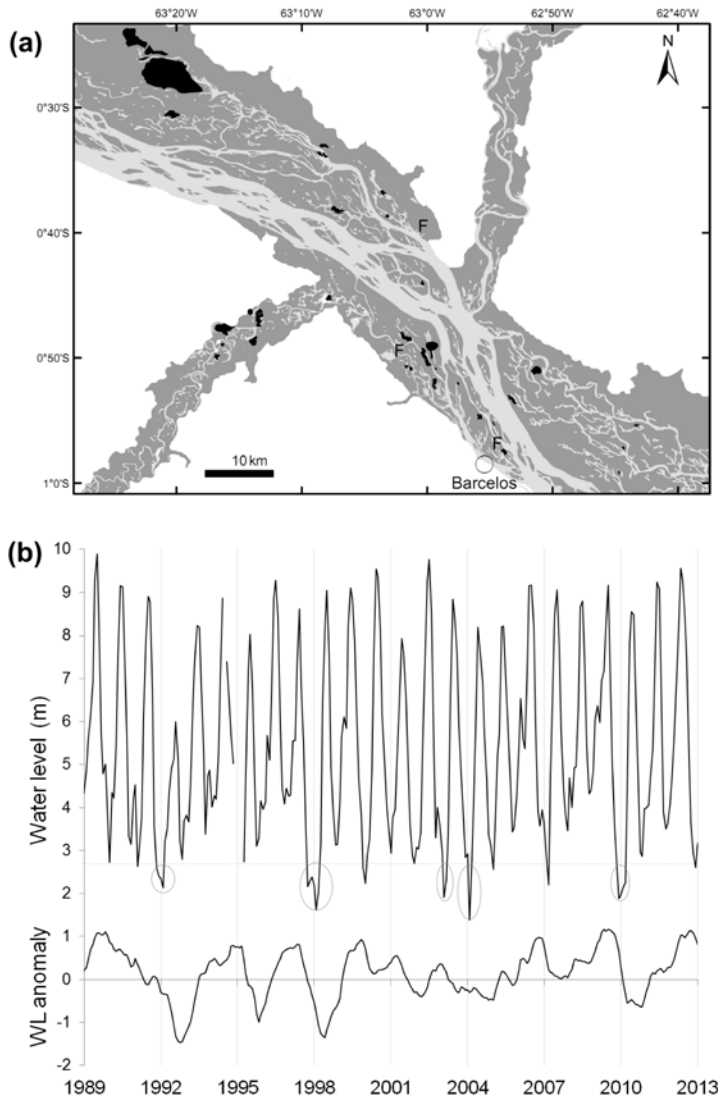 (a)
63°20'W 63°10'W 63°0'W 62°50'W 62°40'W
N
0°30'S
0°40'S
F
0°50'S
F
F
10 km
1°0'S
Barcelos
(b)
10
9
8
7
6
5
4
3
2
1
0
-1
-2
Water level (m)
WL anomaly
1989 1992 1995 1998 2001 2004 2007 2010 2013